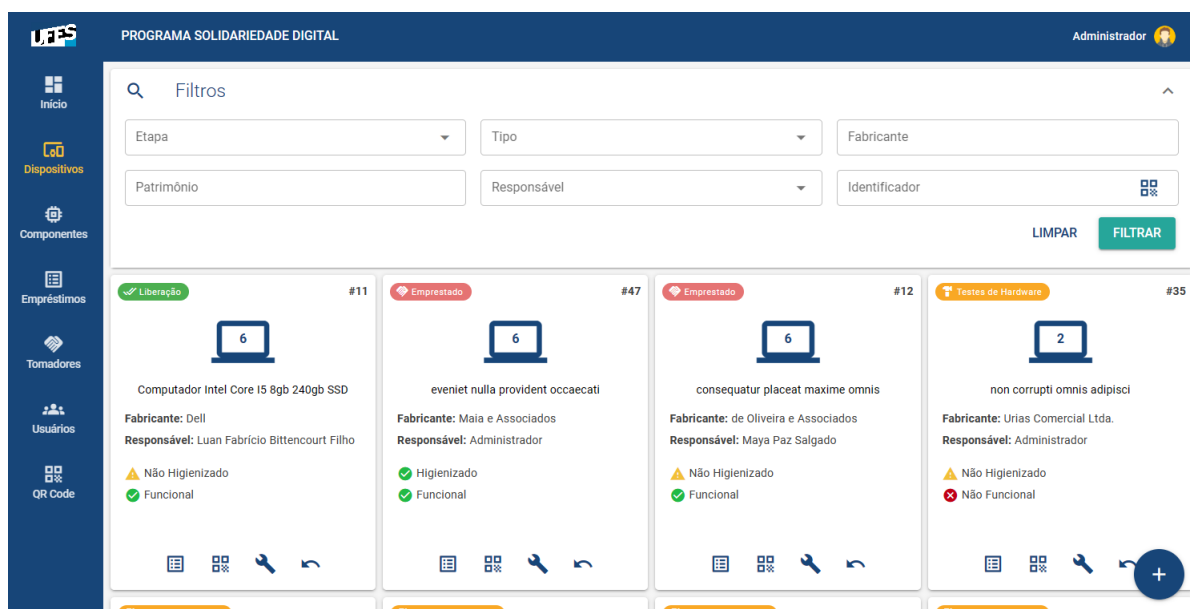 UFES
PROGRAMA SOLIDARIEDADE DIGITAL
Administrador
Início
Dispositivos
Componentes
Empréstimos
Tomadores
Usuários
QR Code
Filtros
Etapa
Tipo
Fabricante
Patrimônio
Responsável
Identificador
LIMPAR
FILTRAR
Liberação
#11
6
Computador Intel Core I5 8gb 240gb SSD
Fabricante: Dell
Responsável: Luan Fabrício Bittencourt Filho
Não Higienizado
Funcional
Emprestado
#47
6
eveniet nulla provident occaecati
Fabricante: Maia e Associados
Responsável: Administrador
Higienizado
Funcional
Emprestado
#12
6
consequatur placeat maxime omnis
Fabricante: de Oliveira e Associados
Responsável: Maya Paz Salgado
Não Higienizado
Funcional
Testes de Hardware
#35
2
non corrupti omnis adipisci
Fabricante: Urias Comercial Ltda.
Responsável: Administrador
Não Higienizado
Não Funcional
+